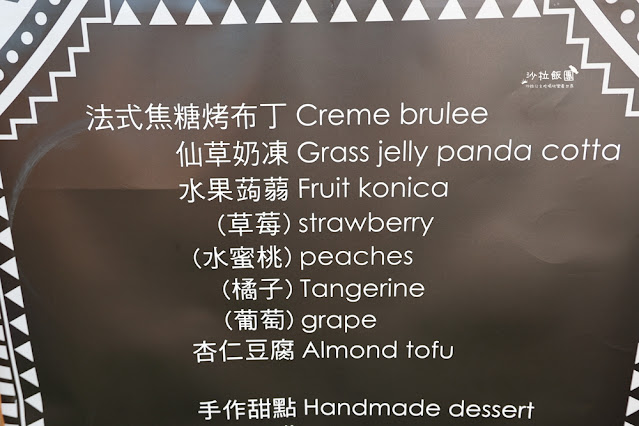 沙拉飯團
法式焦糖烤布丁 Creme brulee
仙草奶凍 Grass jelly panda cotta
水果蒟蒻 Fruit konica
(草莓) strawberry
(水蜜桃) peaches
(橘子) Tangerine
(葡萄) grape
杏仁豆腐 Almond tofu
手作甜點 Handmade dessert